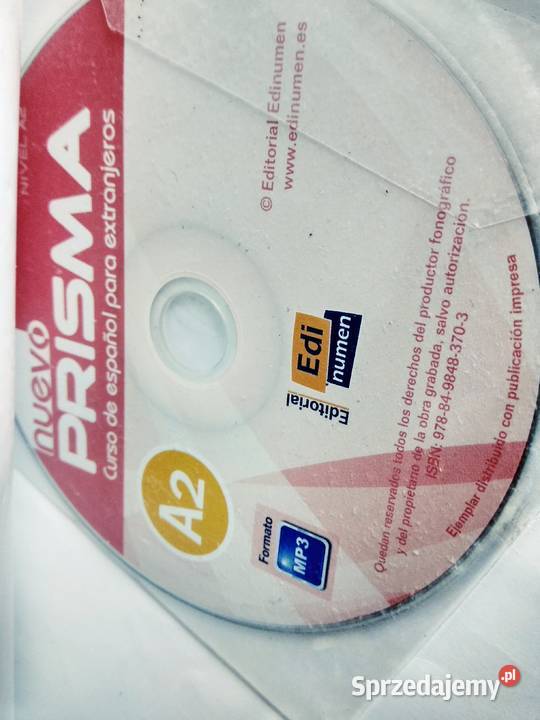 NIVEL A2
nuevo
PRISMA
Curso de español para extranjeros
A2
Formato
MP3
Editorial
Edi
numen
© Editorial Edinumen
www.edinumen.es
Quedan reservados todos los derechos del productor fonográfico
y del propietario de la obra grabada, salvo autorización.
ISSN: 978-84-9848-370-3
Ejemplar distribuido con publicación impresa
Sprzedajemy.pl